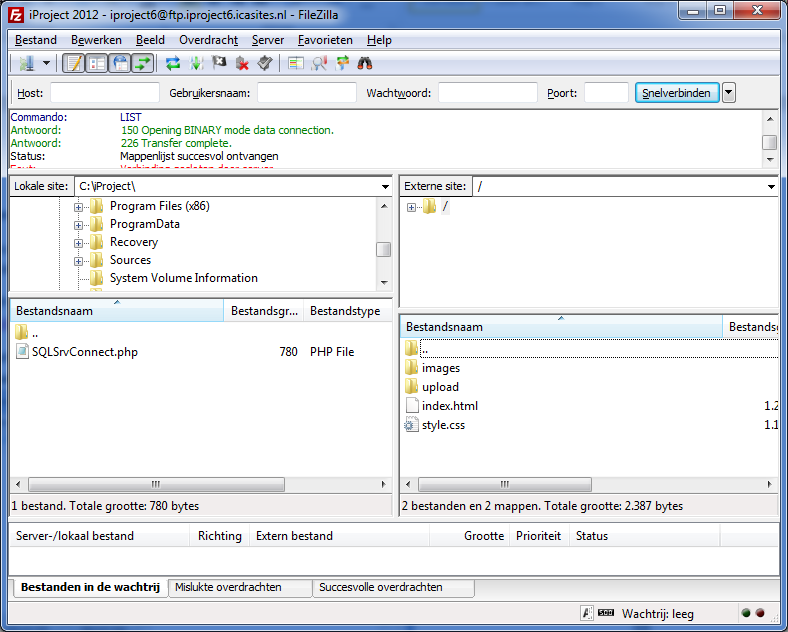 iProject 2012 - iproject6@ftp.iproject6.icasites.nl - FileZilla
Bestand Bewerken Beeld Overdracht Server Favorieten Help
Host: Gebruikersnaam: Wachtwoord: Poort: Snelverbinden
Commando: LIST
Antwoord: 150 Opening BINARY mode data connection.
Antwoord: 226 Transfer complete.
Status: Mappenlijst succesvol ontvangen
Lokale site: C:\iProject\
Program Files (x86)
ProgramData
Recovery
Sources
System Volume Information
Bestandsnaam Bestandsgr... Bestandstype
..
SQLSrvConnect.php 780 PHP File
1 bestand. Totale grootte: 780 bytes
Externe site: /
/
Bestandsnaam Bestandsg
..
images
upload
index.html 1.2
style.css 1.1
2 bestanden en 2 mappen. Totale grootte: 2.387 bytes
Server-/lokaal bestand Richting Extern bestand Grootte Prioriteit Status
Bestanden in de wachtrij Mislukte overdrachten Succesvolle overdrachten
Wachtrij: leeg